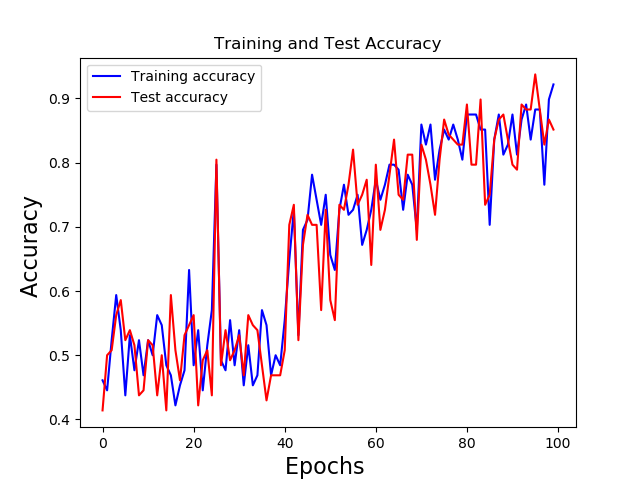 Training and Test Accuracy
Training accuracy
Test accuracy
Accuracy
0.9
0.8
0.7
0.6
0.5
0.4
0 20 40 60 80 100
Epochs